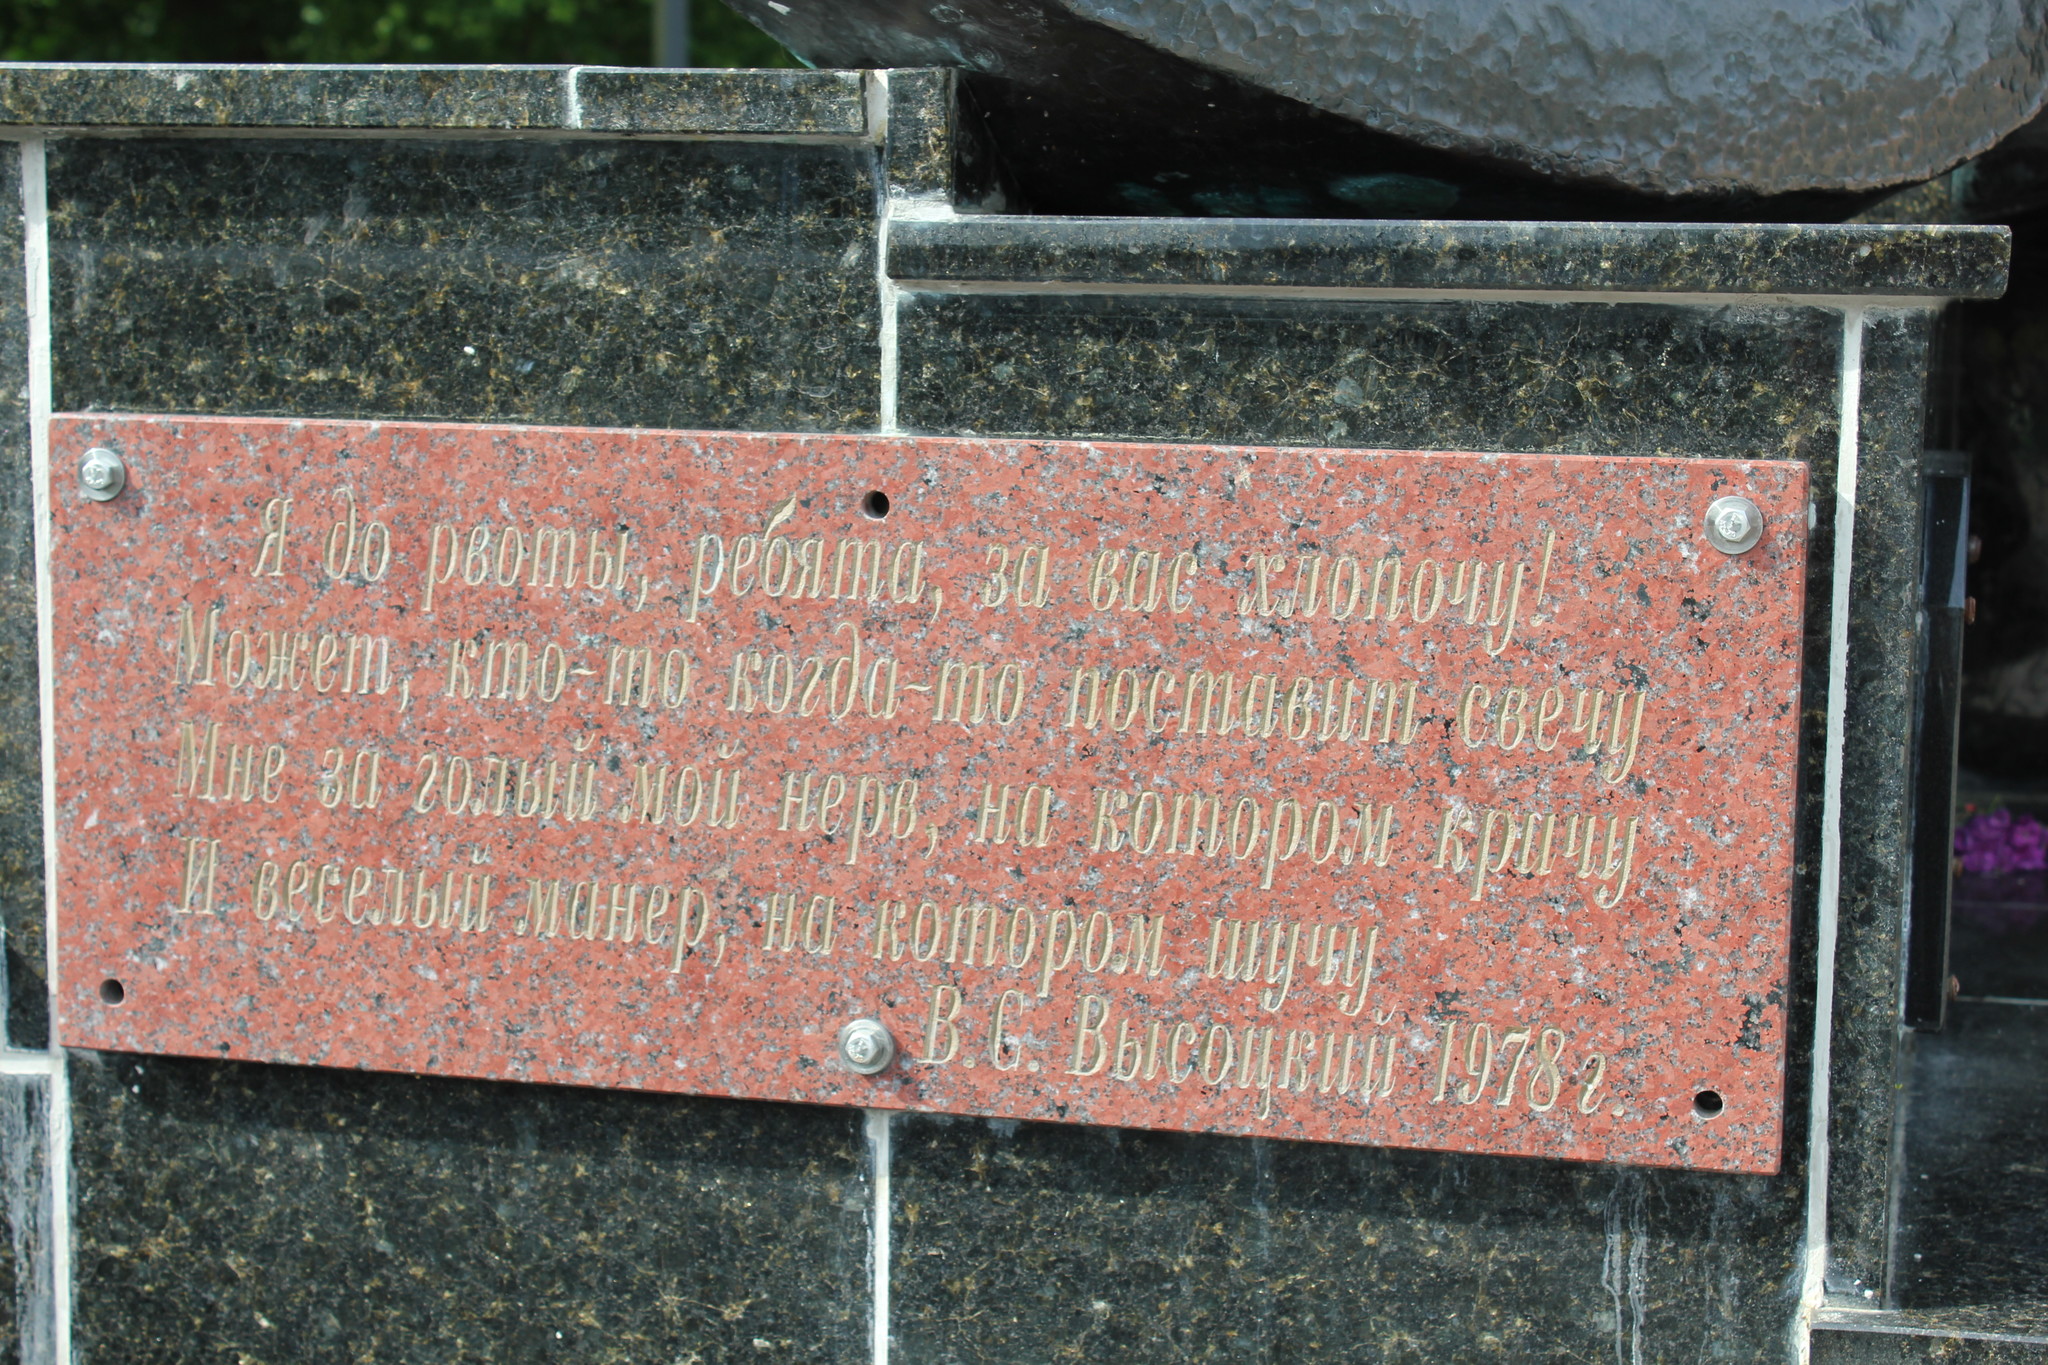 Я до рвоты, ребята, за вас хлопочу!
Может, кто-то когда-то поставит свечу
Мне за голый мой нерв, на котором кричу
И веселый манер, на котором шучу
В. С. Высоцкий 1978 г.